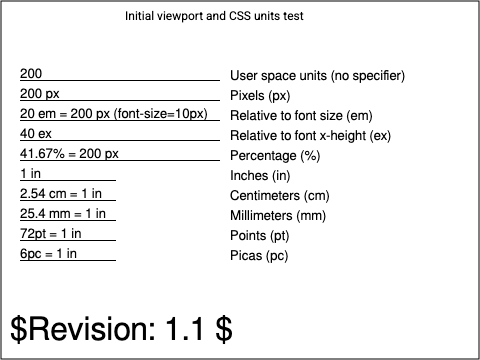 Initial viewport and CSS units test
200 User space units (no specifier)
200 px Pixels (px)
20 em = 200 px (font-size=10px) Relative to font size (em)
40 ex Relative to font x-height (ex)
41.67% = 200 px Percentage (%)
1 in Inches (in)
2.54 cm = 1 in Centimeters (cm)
25.4 mm = 1 in Millimeters (mm)
72pt = 1 in Points (pt)
6pc = 1 in Picas (pc)
$Revision: 1.1 $